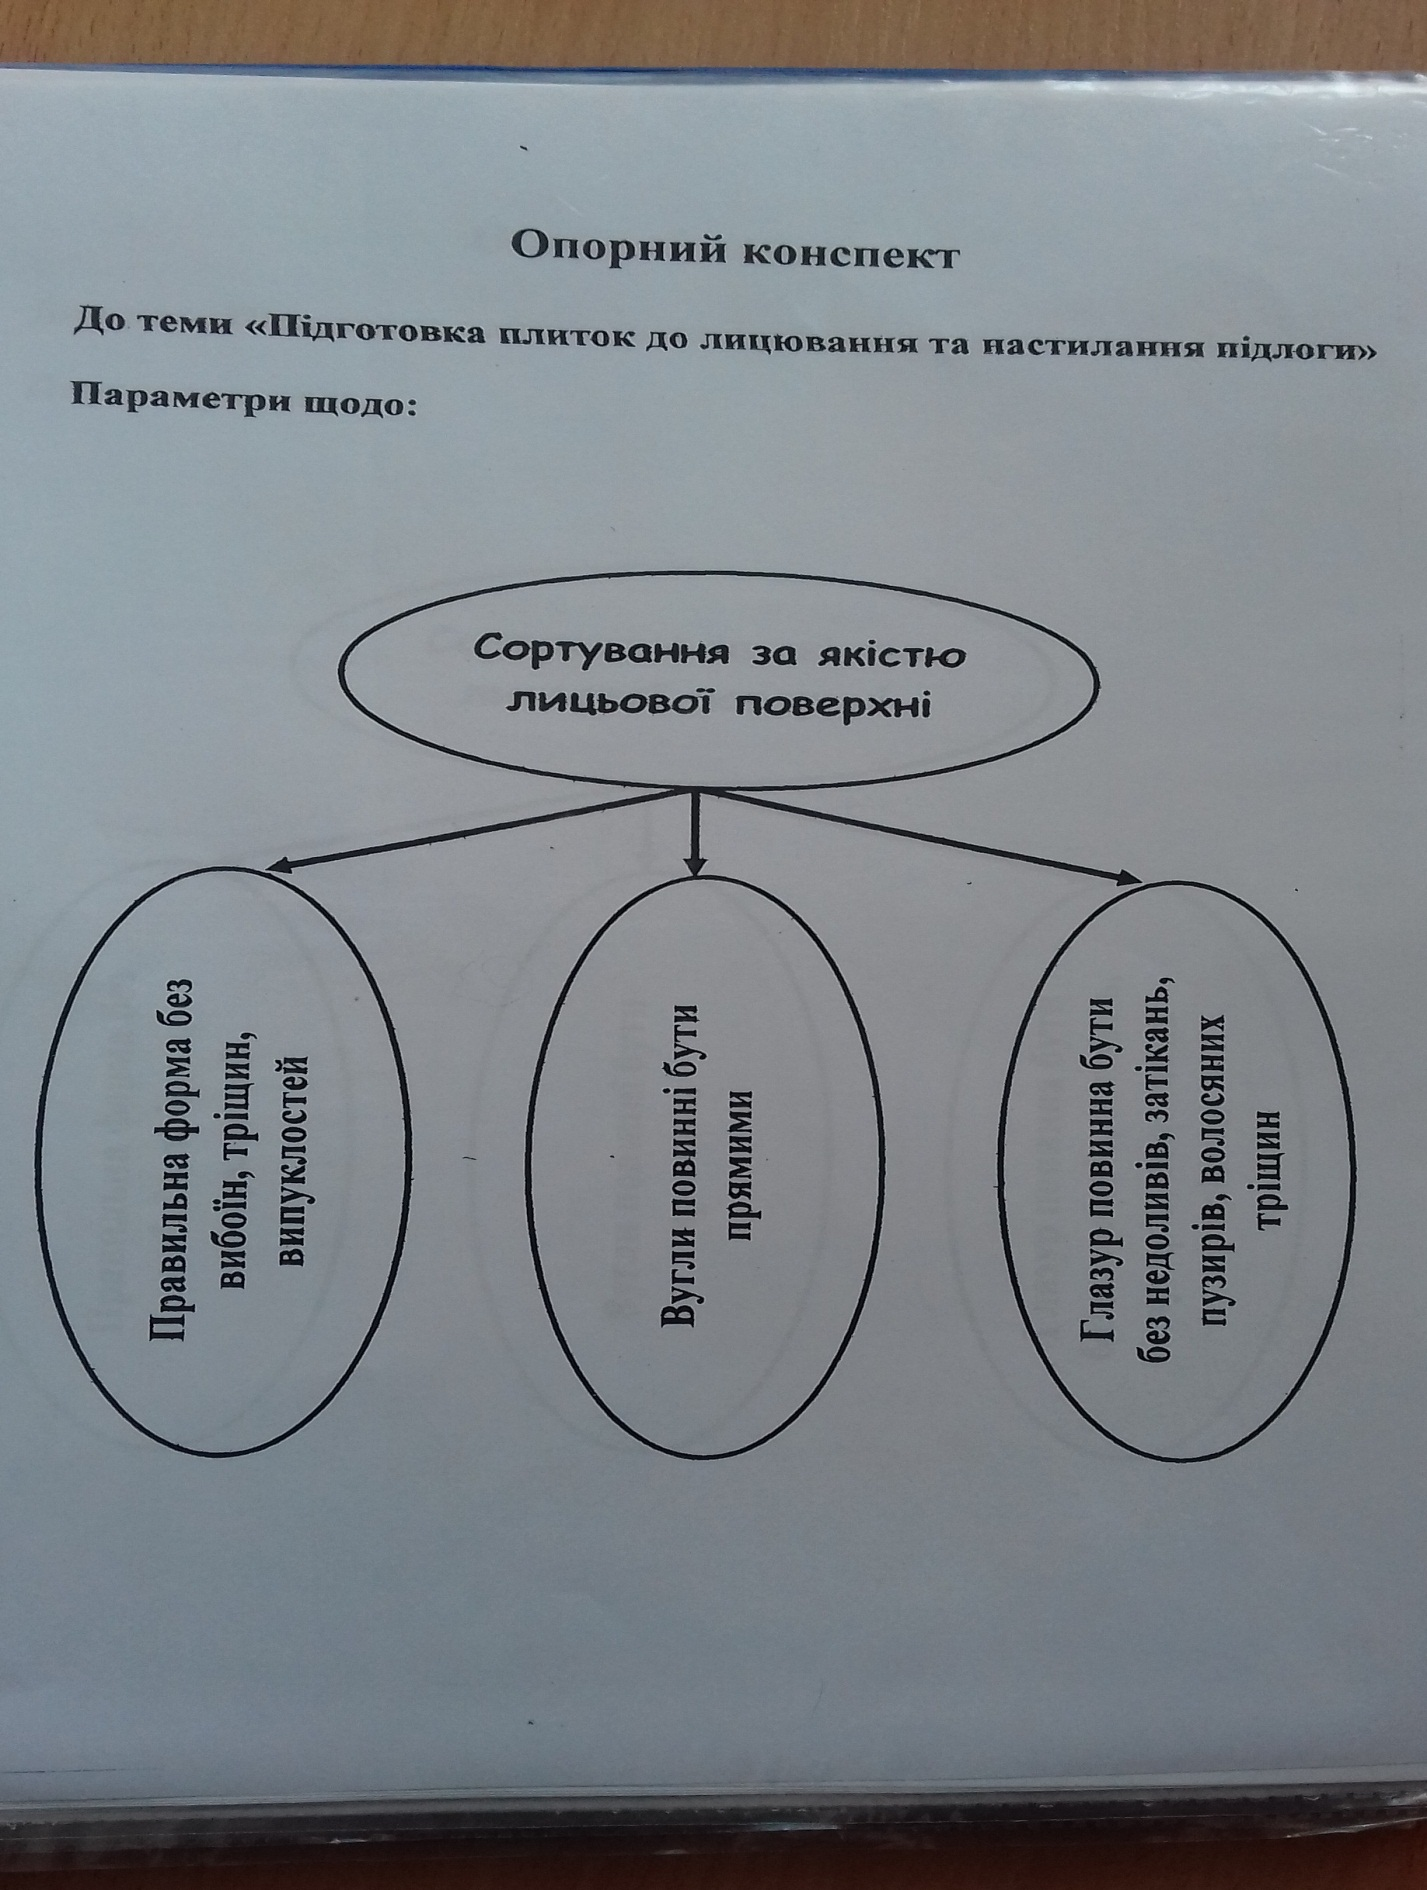 Опорний конспект
До теми «Підготовка плиток до лицювання та настилання підлоги»
Параметри щодо:
Сортування за якістю
лицьової поверхні
Правильна форма без
вибоїн, тріщин,
випуклостей
Вугли повинні бути
прямими
Глазур повинна бути
без недоливів, затікань,
пузирів, волосяних
тріщин